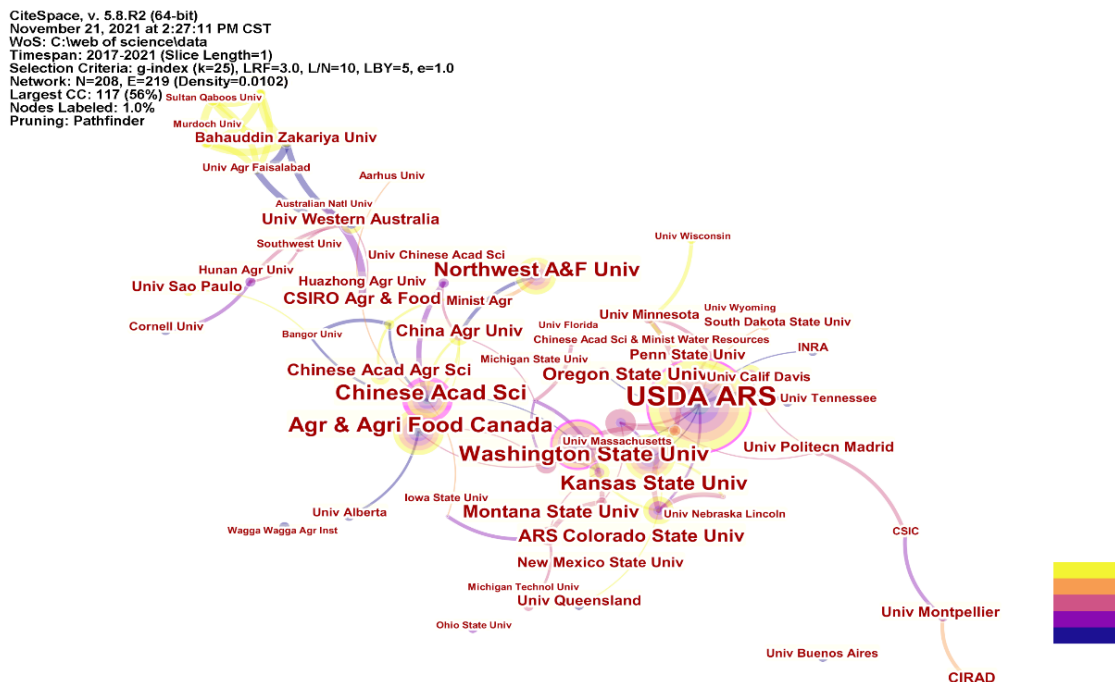 CiteSpace, v. 5.8.R2 (64-bit)
November 21, 2021 at 2:27:11 PM CST
WoS: C:\web of science\data
Timespan: 2017-2021 (Slice Length=1)
Selection Criteria: g-index (k=25), LRF=3.0, L/N=10, LBY=5, e=1.0
Network: N=208, E=219 (Density=0.0102)
Largest CC: 117 (56%)
Nodes Labeled: 1.0%
Pruning: Pathfinder
Sultan Qaboos Univ
Murdoch Univ
Bahauddin Zakariya Univ
Univ Agr Faisalabad
Aarhus Univ
Australian Natl Univ
Univ Western Australia
Southwest Univ
Univ Chinese Acad Sci
Hunan Agr Univ
Huazhong Agr Univ
Northwest A&F Univ
Univ Sao Paulo
CSIRO Agr & Food
Minist Agr
Cornell Univ
Bangor Univ
China Agr Univ
Univ Wisconsin
Univ Wyoming
Univ Minnesota
South Dakota State Univ
Univ Florida
Chinese Acad Sci & Minist Water Resources
Michigan State Univ
Penn State Univ
INRA
Chinese Acad Agr Sci
Oregon State Univ
Univ Calif Davis
Chinese Acad Sci
USDA ARS
Univ Tennessee
Agr & Agri Food Canada
Univ Massachusetts
Washington State Univ
Univ Politecn Madrid
Kansas State Univ
Iowa State Univ
Univ Alberta
Montana State Univ
Univ Nebraska Lincoln
Wagga Wagga Agr Inst
ARS
Colorado State Univ
CSIC
New Mexico State Univ
Michigan Technol Univ
Univ Queensland
Univ Montpellier
Ohio State Univ
Univ Buenos Aires
CIRAD